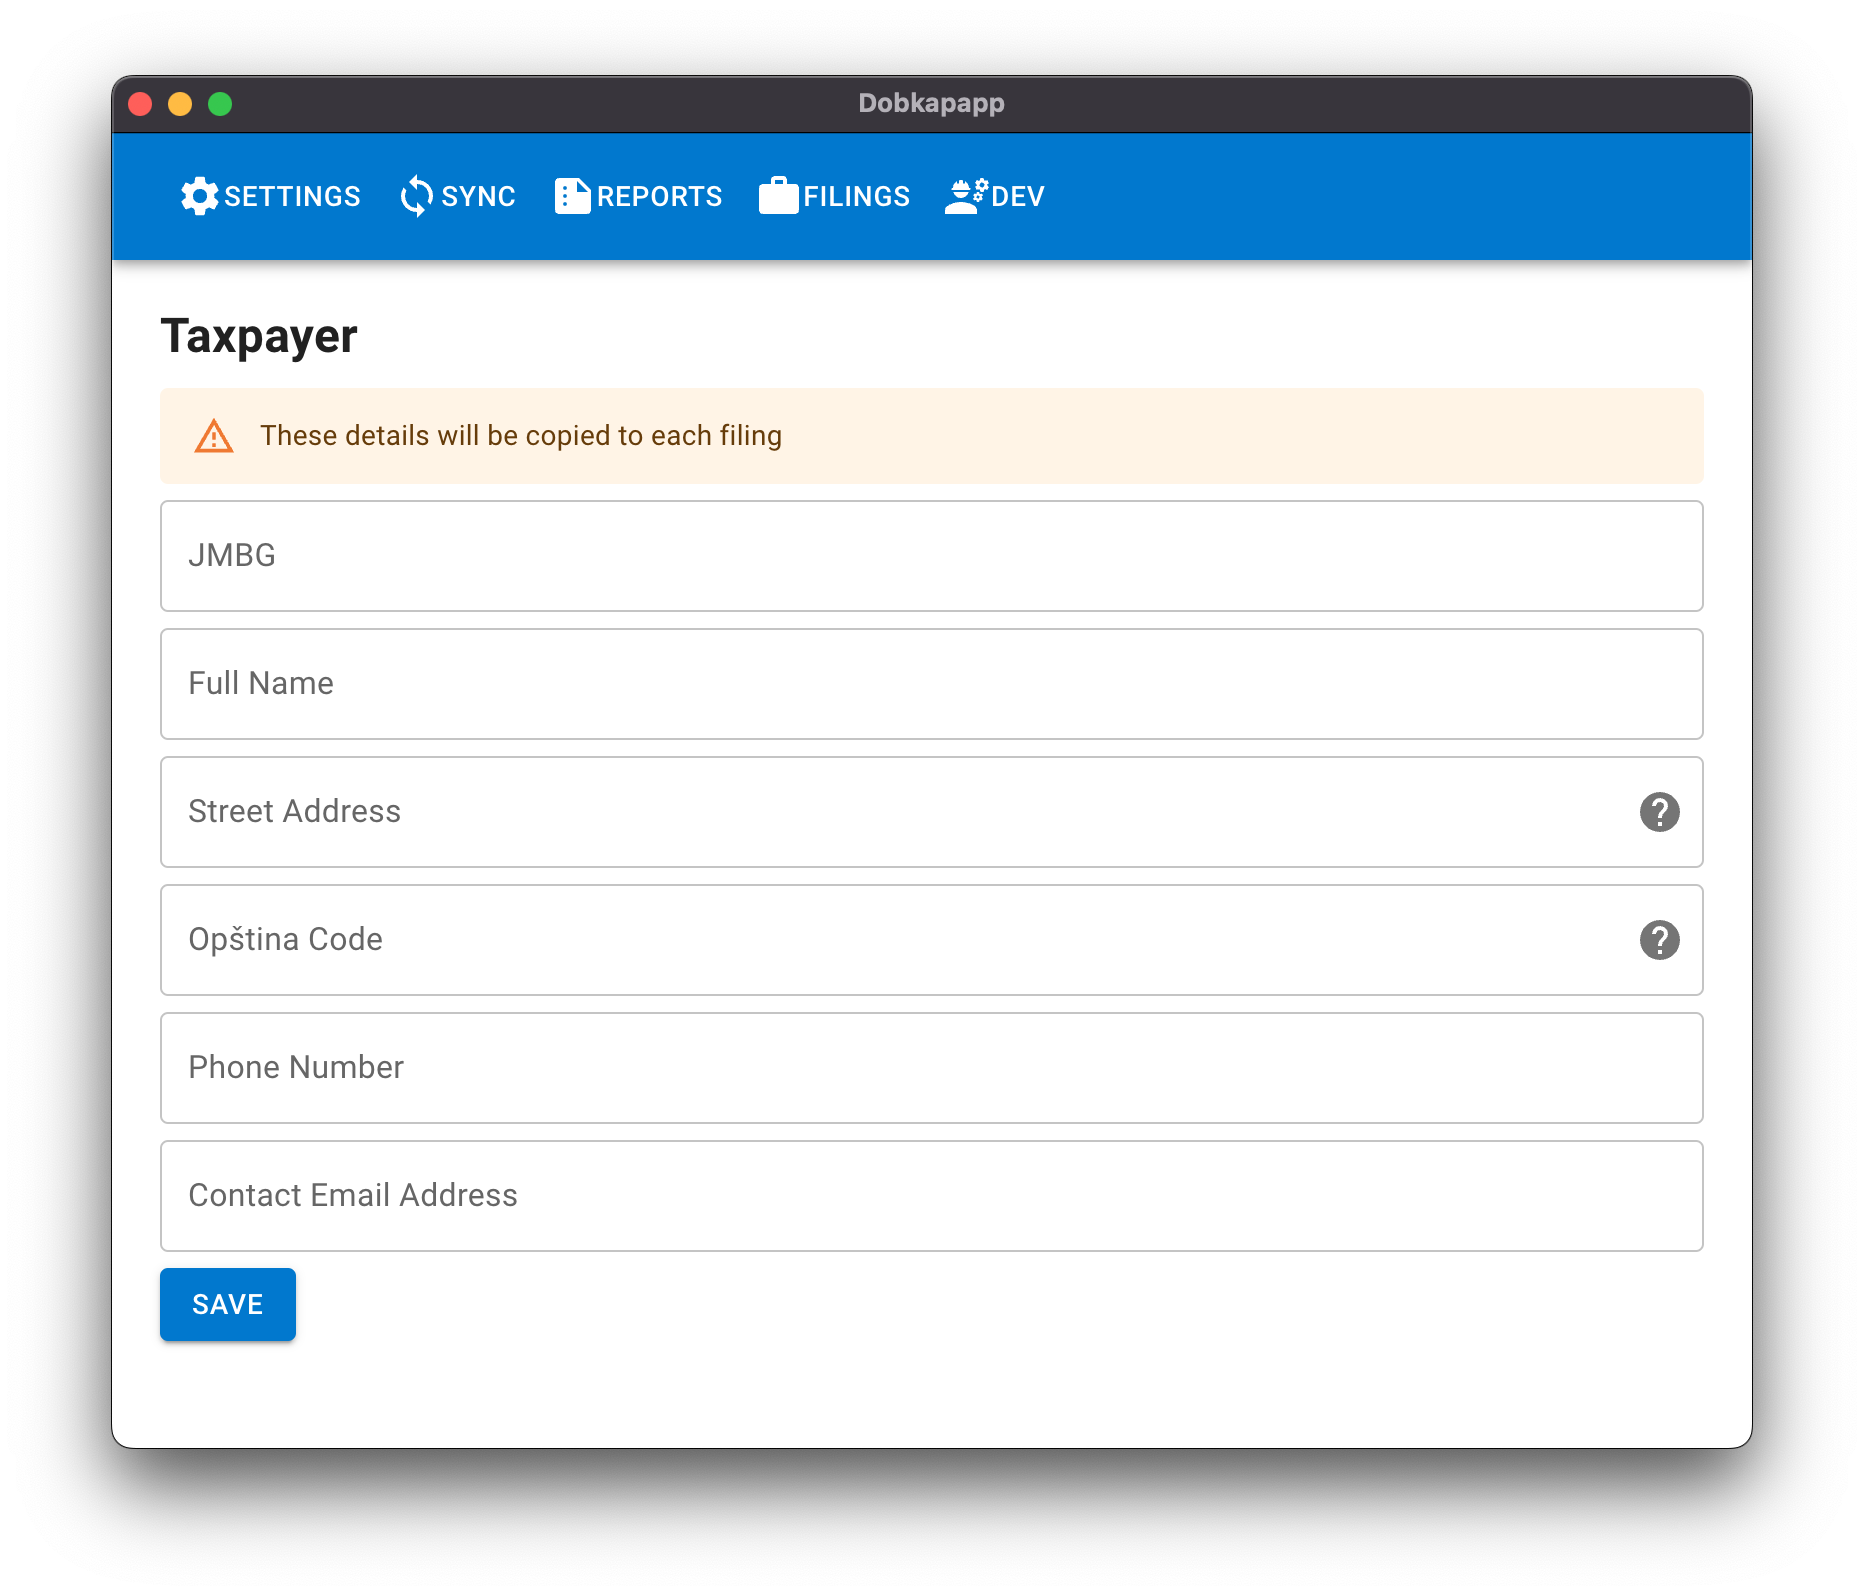 Dobkapapp
SETTINGS SYNC REPORTS FILINGS DEV
Taxpayer
These details will be copied to each filing
JMBG
Full Name
Street Address
Opština Code
Phone Number
Contact Email Address
SAVE